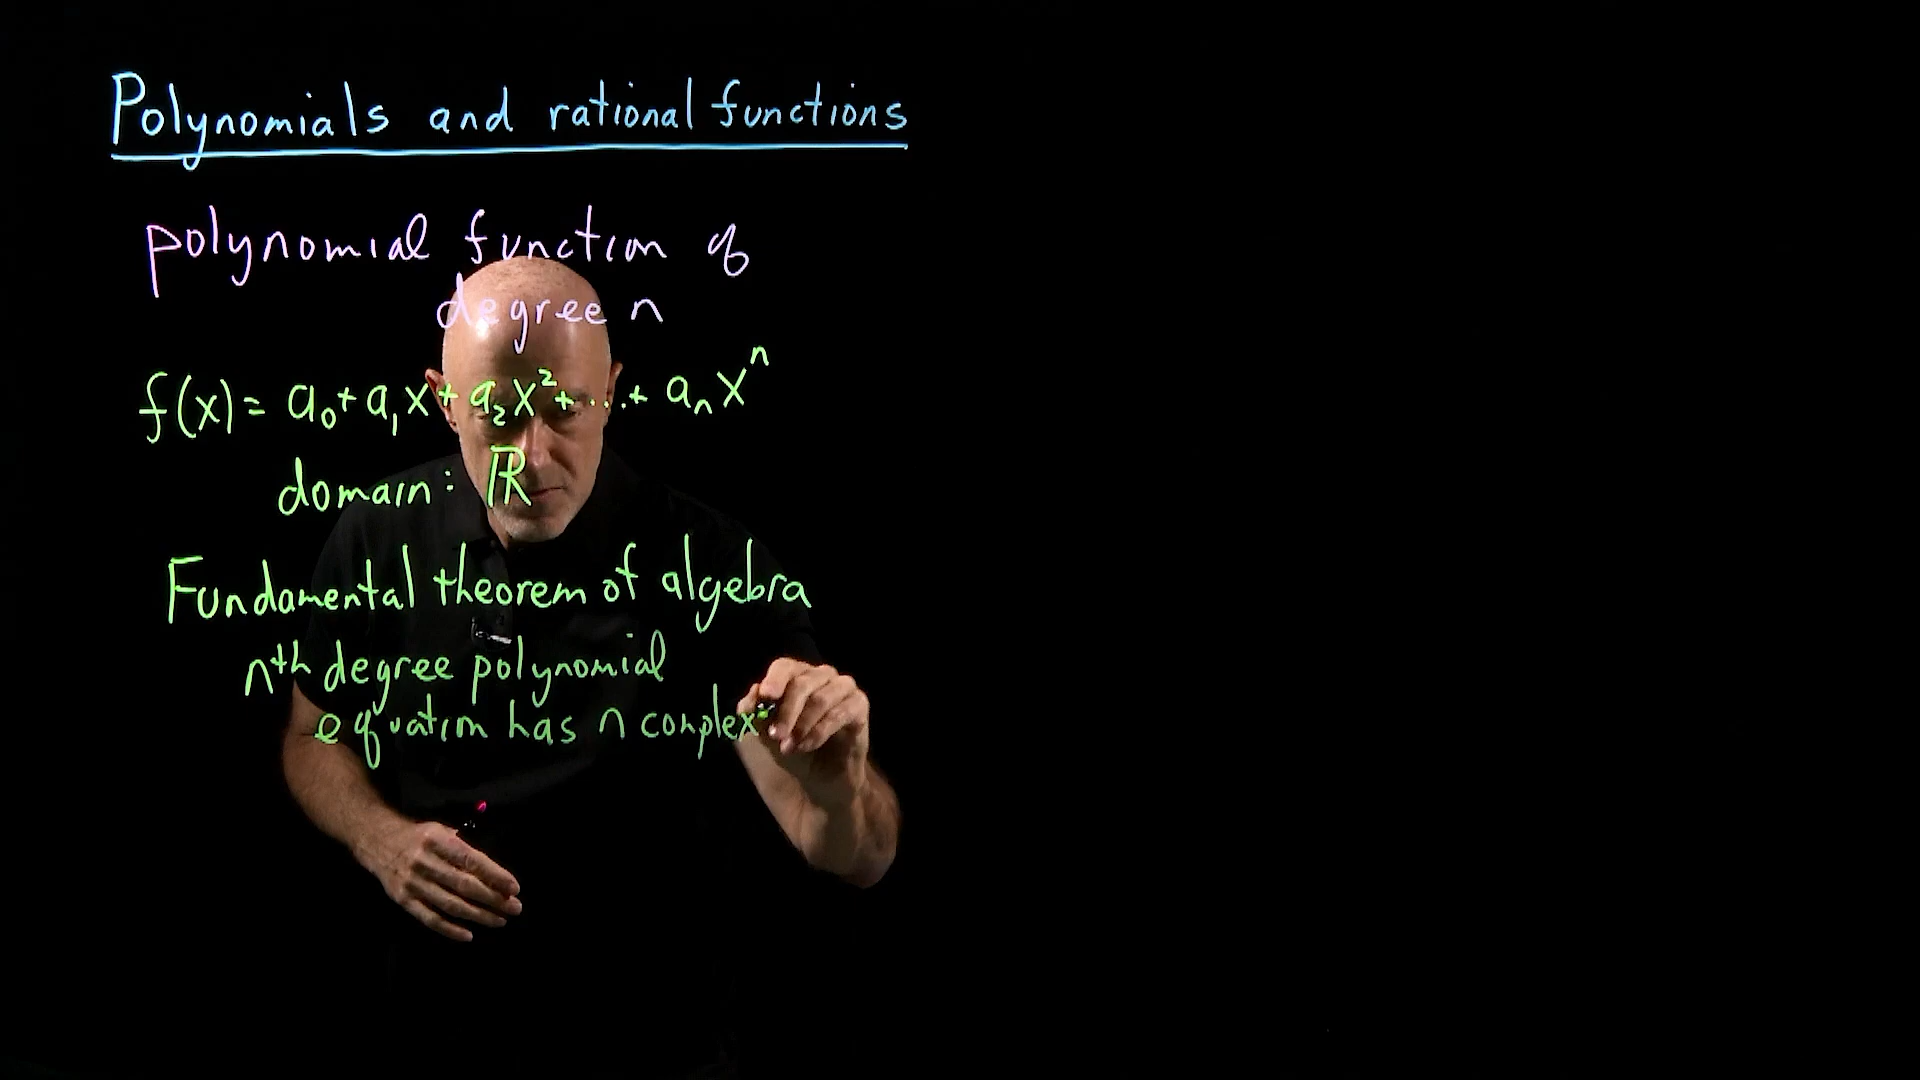 Polynomials and rational functions
polynomial function of
degree n
f(x) = a₀ + a₁x + a₂x² + ... + aₙxⁿ
domain: ℝ
Fundamental theorem of algebra
nᵗʰ degree polynomial
equation has n complex